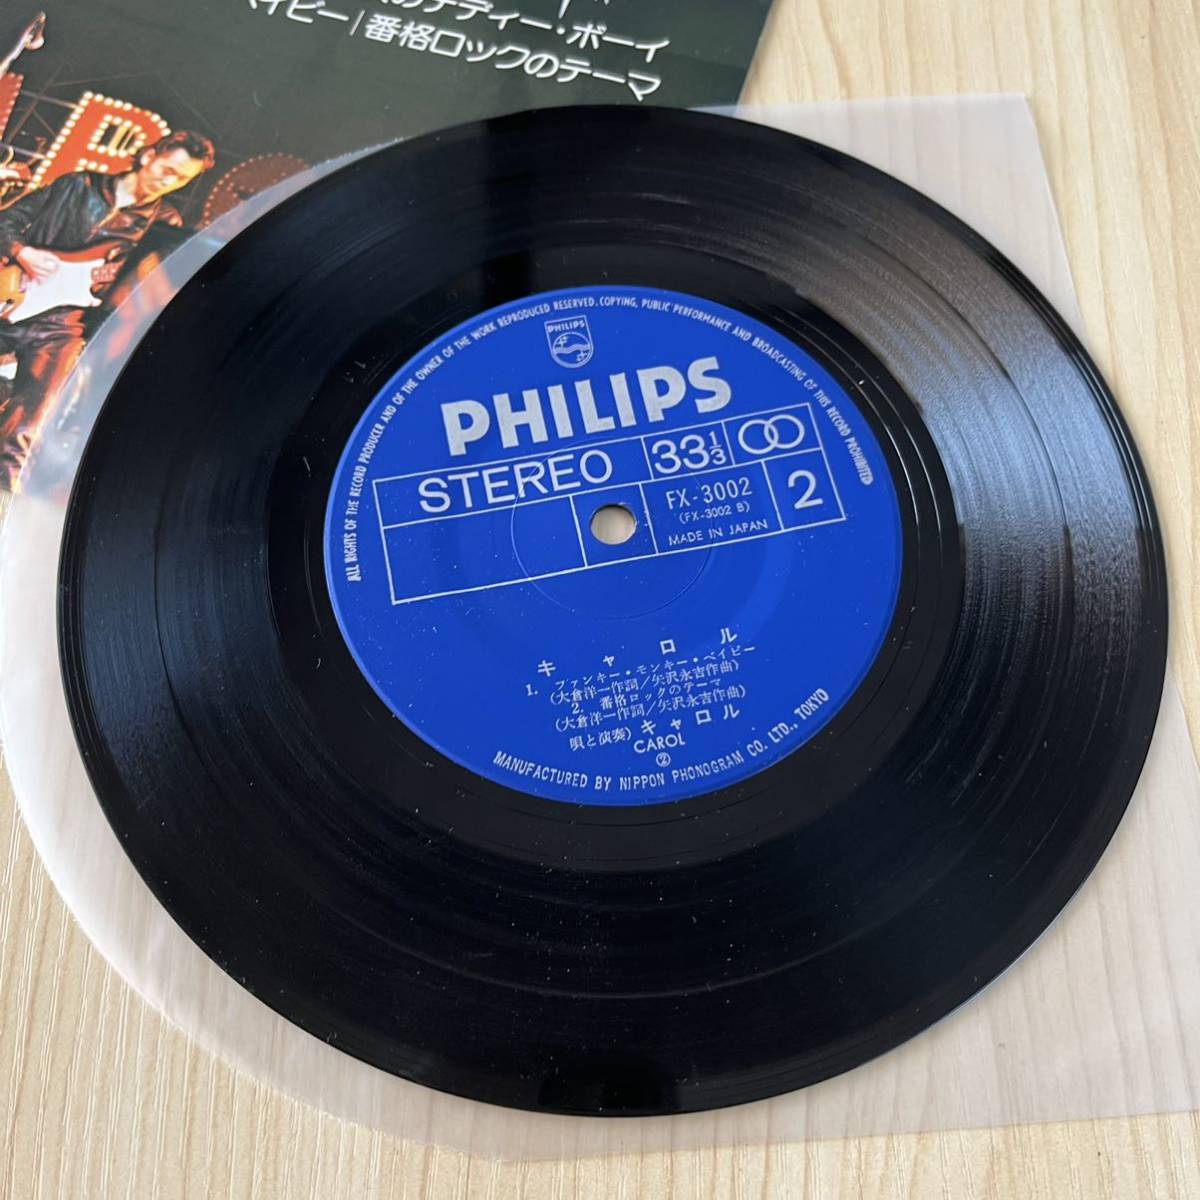 のテディー・ボーイ
ベイビー/番格ロックのテーマ
ALL RIGHTS OF THE RECORD PRODUCER AND OF THE OWNER OF THE WORK REPRODUCED RESERVED. COPYING, PUBLIC PERFORMANCE AND BROADCASTING OF THIS RECORD PROHIBITED
PHILIPS
PHILIPS
STEREO
33 1/3
FX-3002
(FX-3002 B)
MADE IN JAPAN
2
キャロル
1. ファンキー・モンキー・ベイビー
(大倉洋一作詞/矢沢永吉作曲)
2. 番格ロックのテーマ
(大倉洋一作詞/矢沢永吉作曲)
唄と演奏) キャロル
CAROL
②
MANUFACTURED BY NIPPON PHONOGRAM CO. LTD., TOKYO